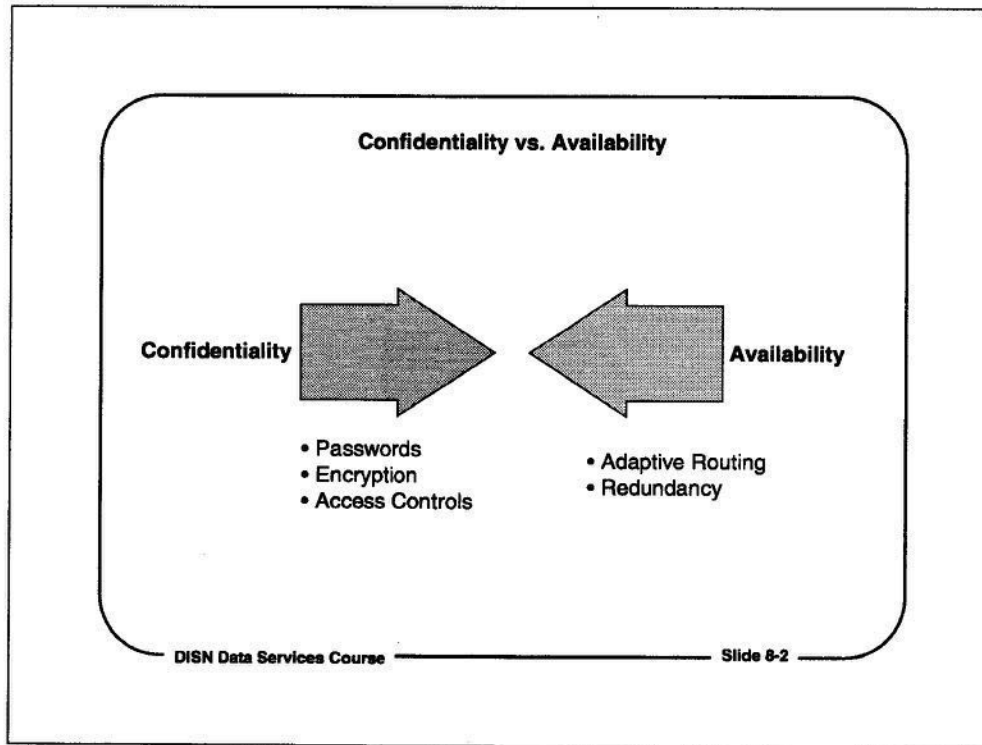 Confidentiality vs. Availability
Confidentiality
Availability
• Passwords
• Encryption
• Access Controls
• Adaptive Routing
• Redundancy
DISN Data Services Course
Slide 8-2